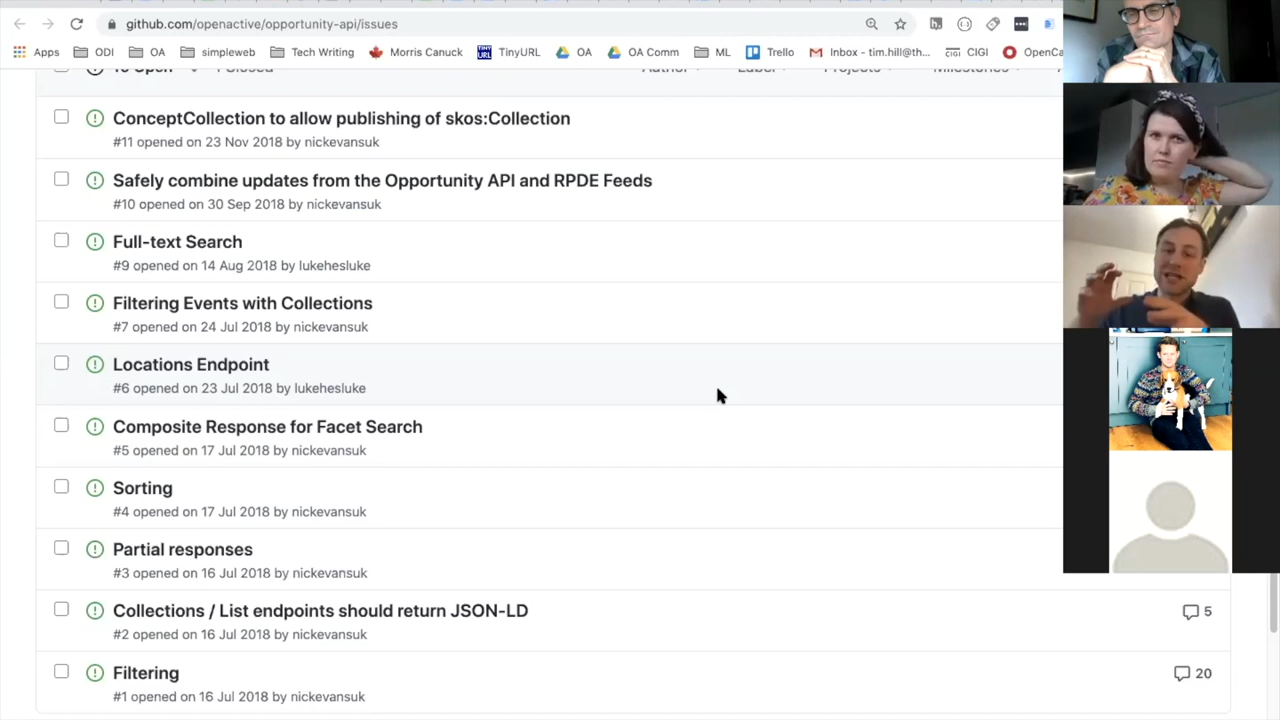 github.com/openactive/opportunity-api/issues
Apps ODI OA simpleweb Tech Writing Morris Canuck TinyURL OA OA Comm ML Trello Inbox - tim.hill@th... CIGI OpenCa
Author Label Projects Milestones
ConceptCollection to allow publishing of skos:Collection
#11 opened on 23 Nov 2018 by nickevansuk
Safely combine updates from the Opportunity API and RPDE Feeds
#10 opened on 30 Sep 2018 by nickevansuk
Full-text Search
#9 opened on 14 Aug 2018 by lukehesluke
Filtering Events with Collections
#7 opened on 24 Jul 2018 by nickevansuk
Locations Endpoint
#6 opened on 23 Jul 2018 by lukehesluke
Composite Response for Facet Search
#5 opened on 17 Jul 2018 by nickevansuk
Sorting
#4 opened on 17 Jul 2018 by nickevansuk
Partial responses
#3 opened on 16 Jul 2018 by nickevansuk
Collections / List endpoints should return JSON-LD
5
#2 opened on 16 Jul 2018 by nickevansuk
Filtering
20
#1 opened on 16 Jul 2018 by nickevansuk